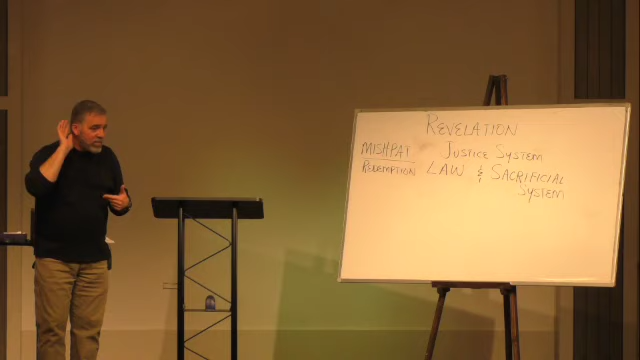 REVELATION
MISHPAT JUSTICE SYSTEM
REDEMPTION LAW & SACRIFICIAL
SYSTEM